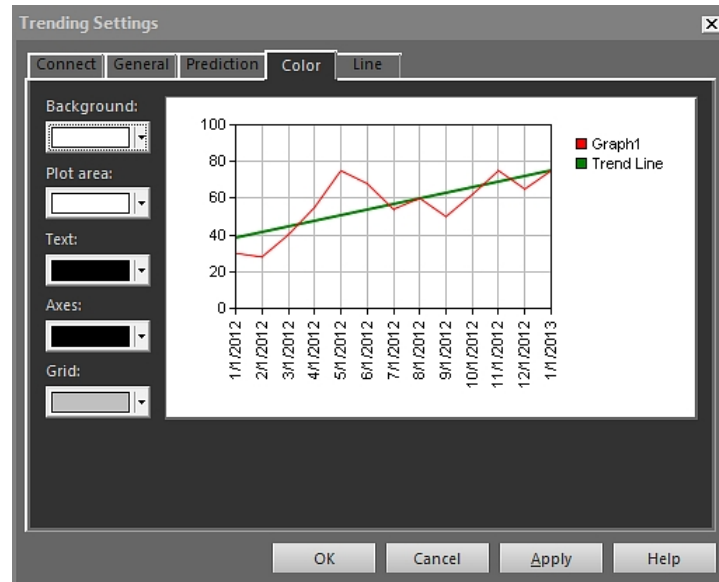 Trending Settings
Connect General Prediction Color Line
Background:
Plot area:
Text:
Axes:
Grid:
100
80
60
40
20
0
1/1/2012
2/1/2012
3/1/2012
4/1/2012
5/1/2012
6/1/2012
7/1/2012
8/1/2012
9/1/2012
10/1/2012
11/1/2012
12/1/2012
1/1/2013
Graph1
Trend Line
OK Cancel Apply Help